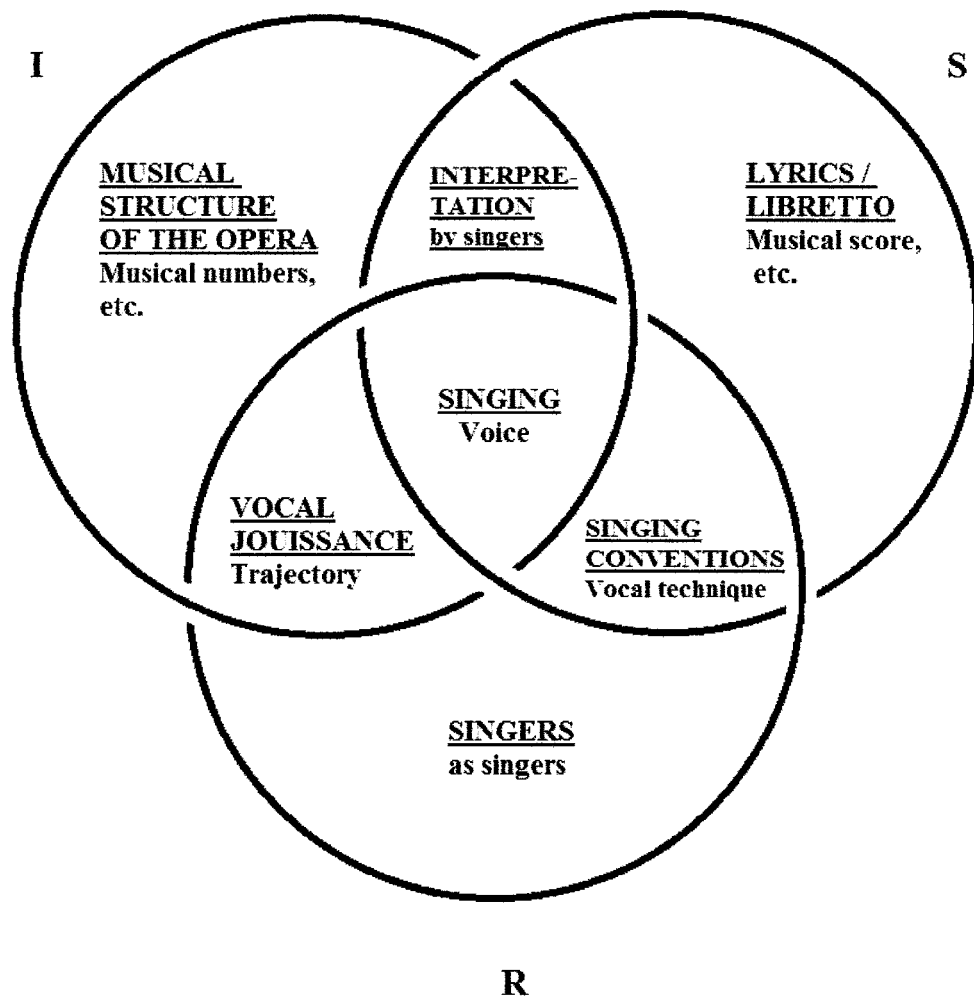 I
S
MUSICAL
STRUCTURE
OF THE OPERA
Musical numbers,
etc.
INTERPRE-
TATION
by singers
LYRICS /
LIBRETTO
Musical score,
etc.
SINGING
Voice
VOCAL
JOUISSANCE
Trajectory
SINGING
CONVENTIONS
Vocal technique
SINGERS
as singers
R